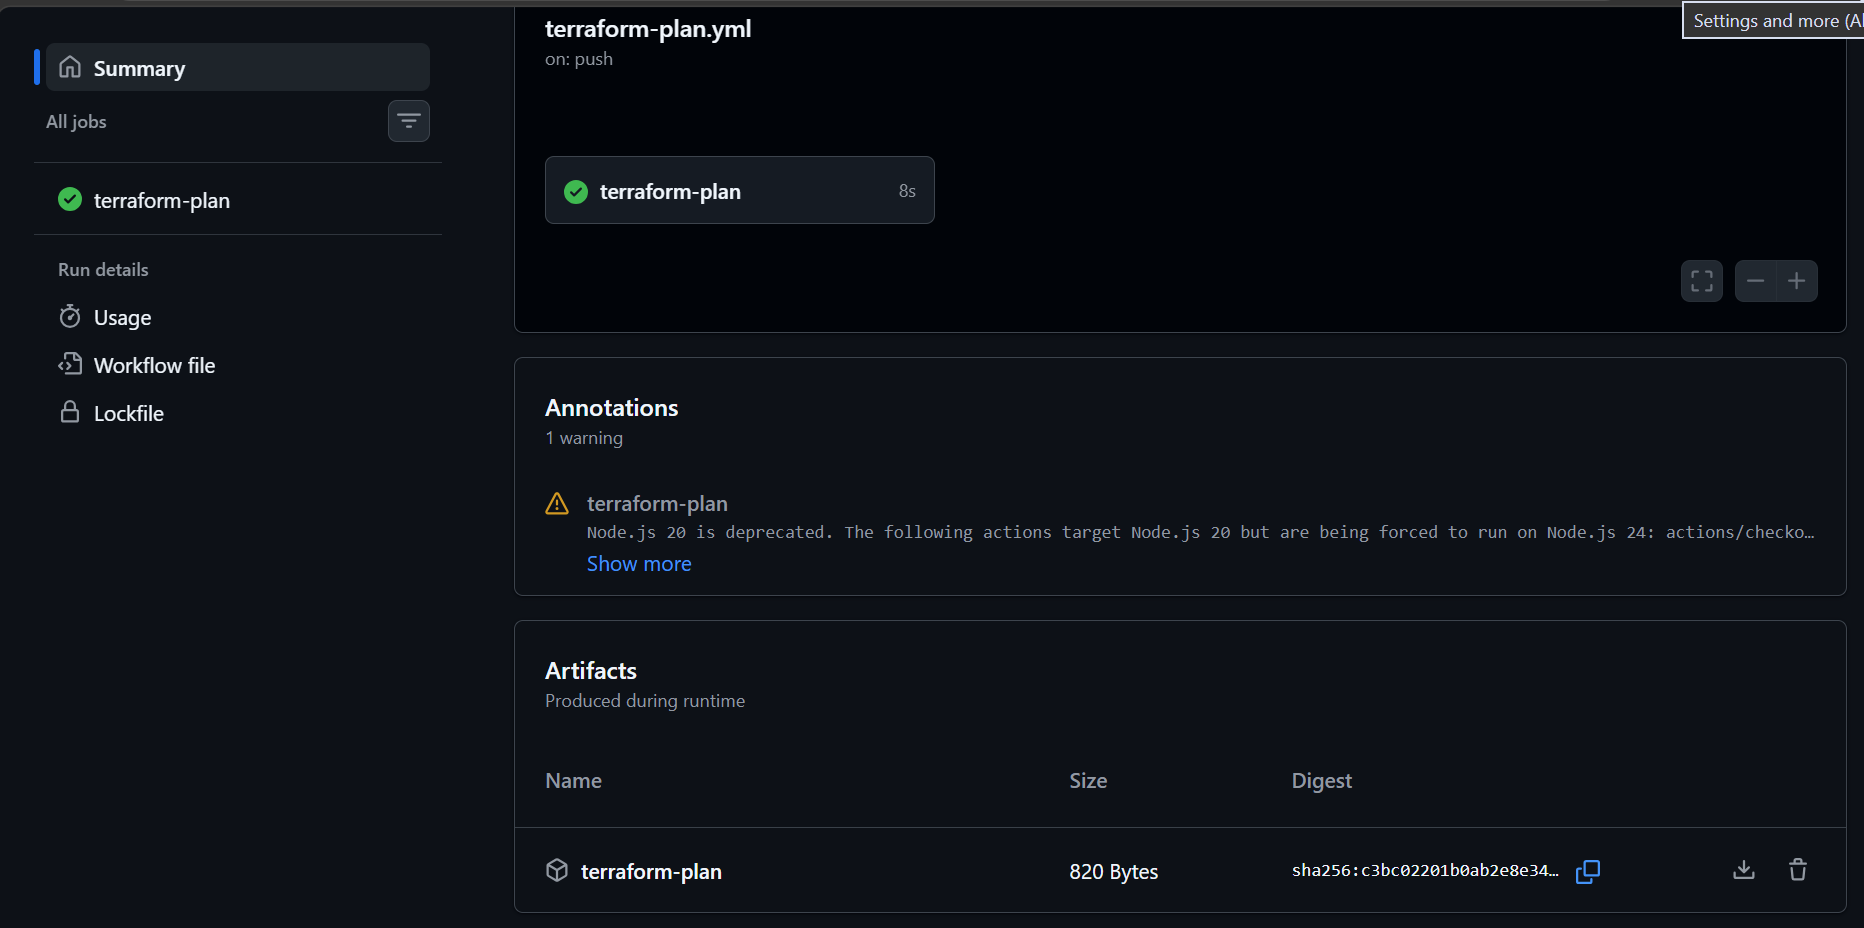 Settings and more (Al
Summary
All jobs
terraform-plan
Run details
Usage
Workflow file
Lockfile
terraform-plan.yml
on: push
terraform-plan
8s
Annotations
1 warning
terraform-plan
Node.js 20 is deprecated. The following actions target Node.js 20 but are being forced to run on Node.js 24: actions/checko…
Show more
Artifacts
Produced during runtime
Name Size Digest
terraform-plan 820 Bytes sha256:c3bc02201b0ab2e8e34…